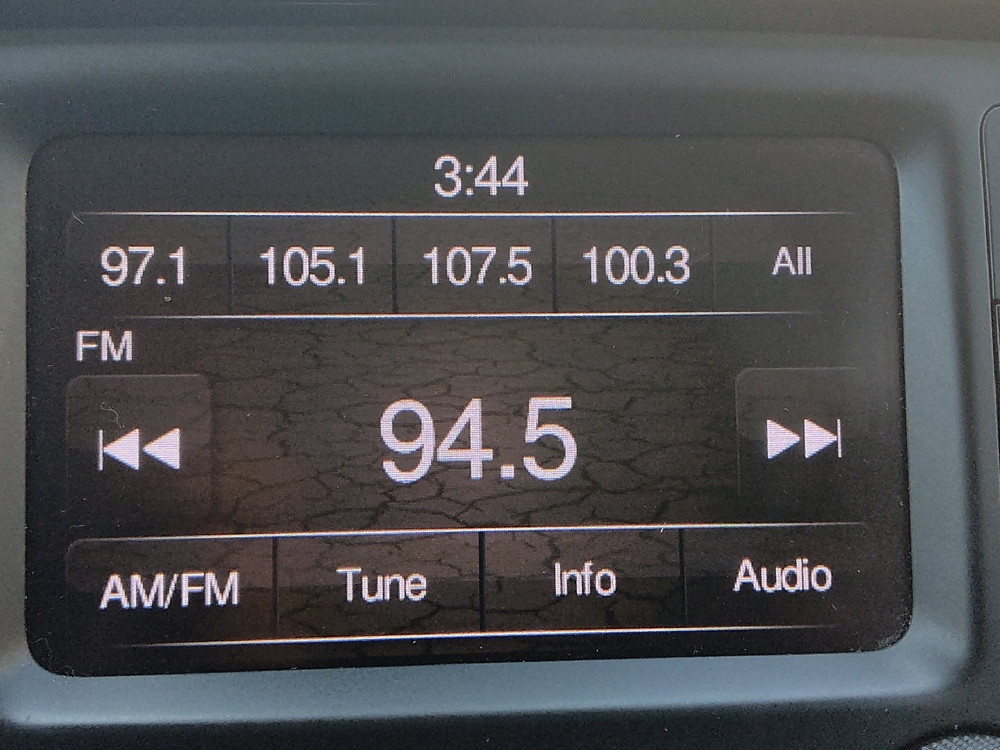 3:44
97.1 105.1 107.5 100.3 All
FM
94.5
AM/FM Tune Info Audio